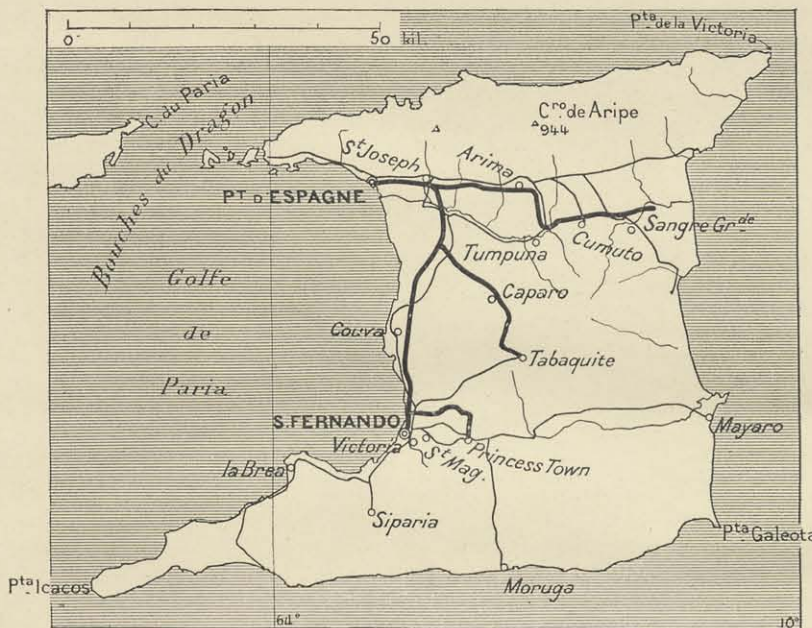 0 50 kil.
Pta de la Victoria
C. du Paria
Bouches du Dragon
Cro de Aripe
944
St Joseph
Arima
PT D ESPAGNE
Sangre Grde
Cumuto
Tumpuna
Golfe
de
Paria
Caparo
Couva
Tabaquite
S. FERNANDO
Victoria
St Mag.
Princess Town
Mayaro
la Brea
Siparia
Pta Galeota
Pta Icacos
Moruga
64° 10°